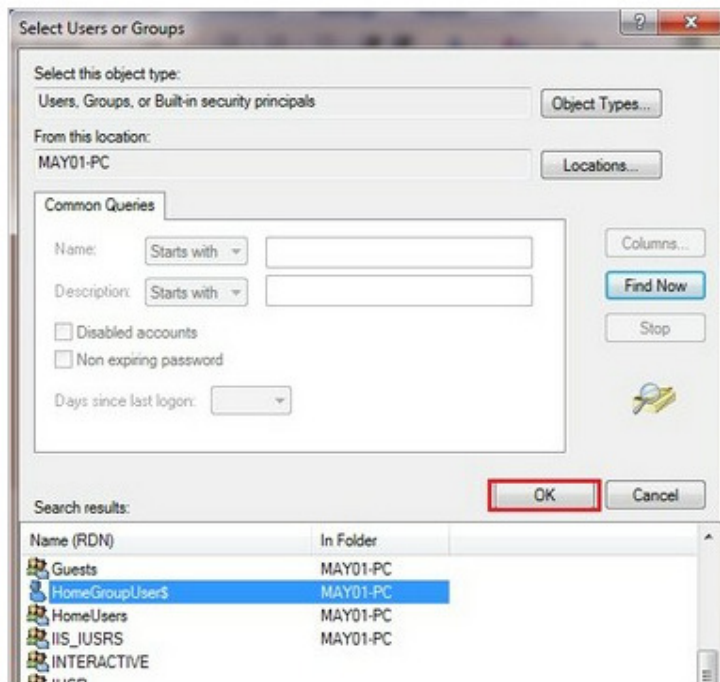 Select Users or Groups
Select this object type:
Users, Groups, or Built-in security principals
Object Types...
From this location:
MAY01-PC
Locations...
Common Queries
Name:
Starts with
Columns...
Description:
Starts with
Find Now
Disabled accounts
Stop
Non expiring password
Days since last logon:
OK
Cancel
Search results:
Name (RDN)
In Folder
Guests
MAY01-PC
HomeGroupUser$
MAY01-PC
HomeUsers
MAY01-PC
IIS_IUSRS
MAY01-PC
INTERACTIVE